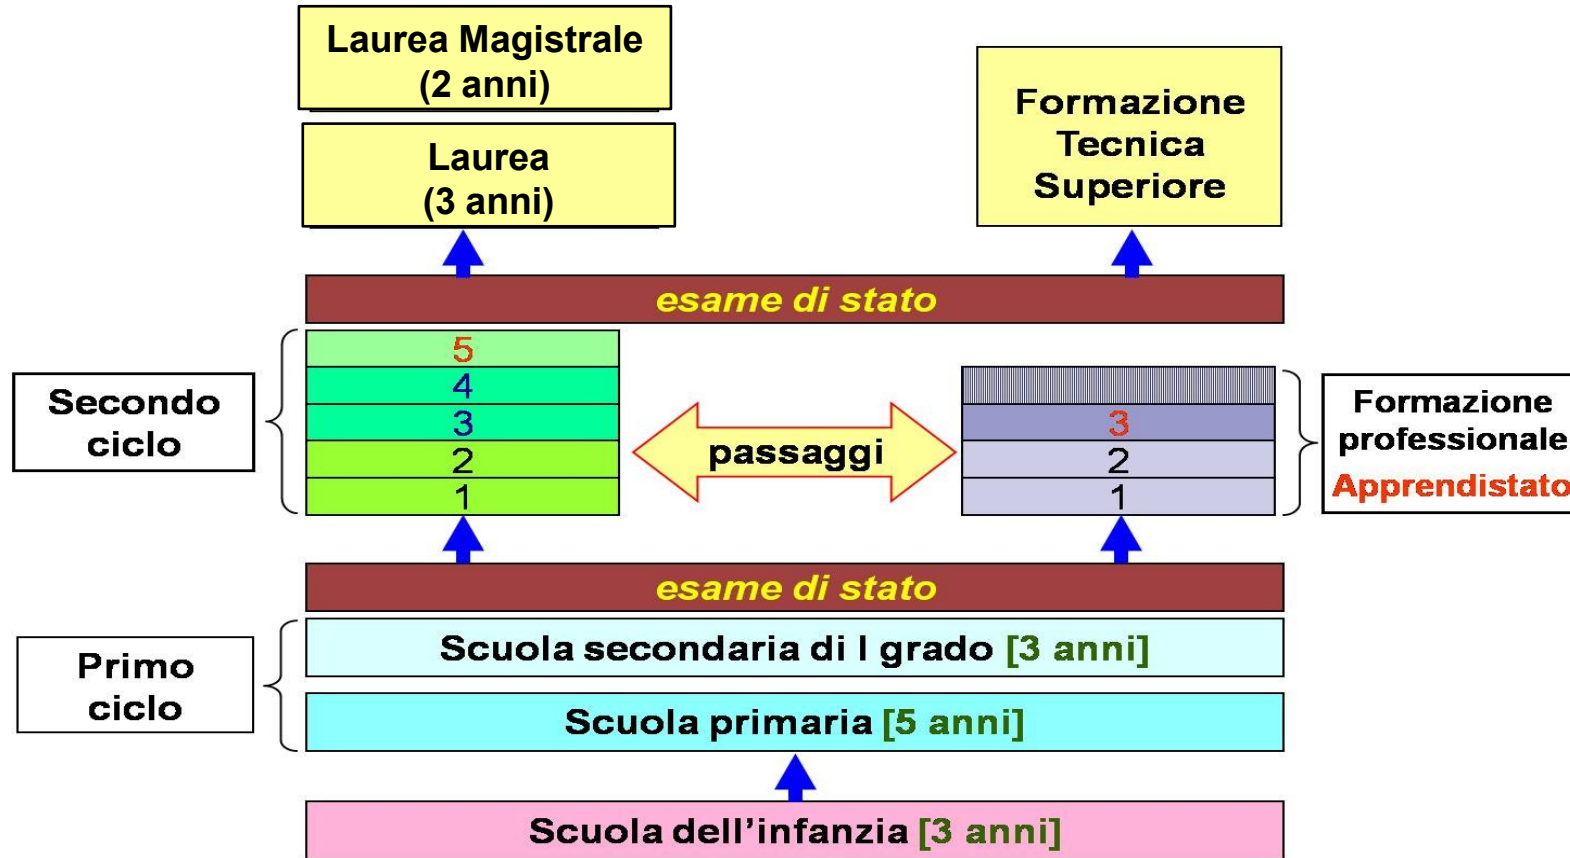 Laurea Magistrale
(2 anni)
Laurea
(3 anni)
Formazione
Tecnica
Superiore
esame di stato
Secondo
ciclo
5
4
3
2
1
passaggi
3
2
1
Formazione
professionale
Apprendistato
esame di stato
Primo
ciclo
Scuola secondaria di I grado [3 anni]
Scuola primaria [5 anni]
Scuola dell'infanzia [3 anni]